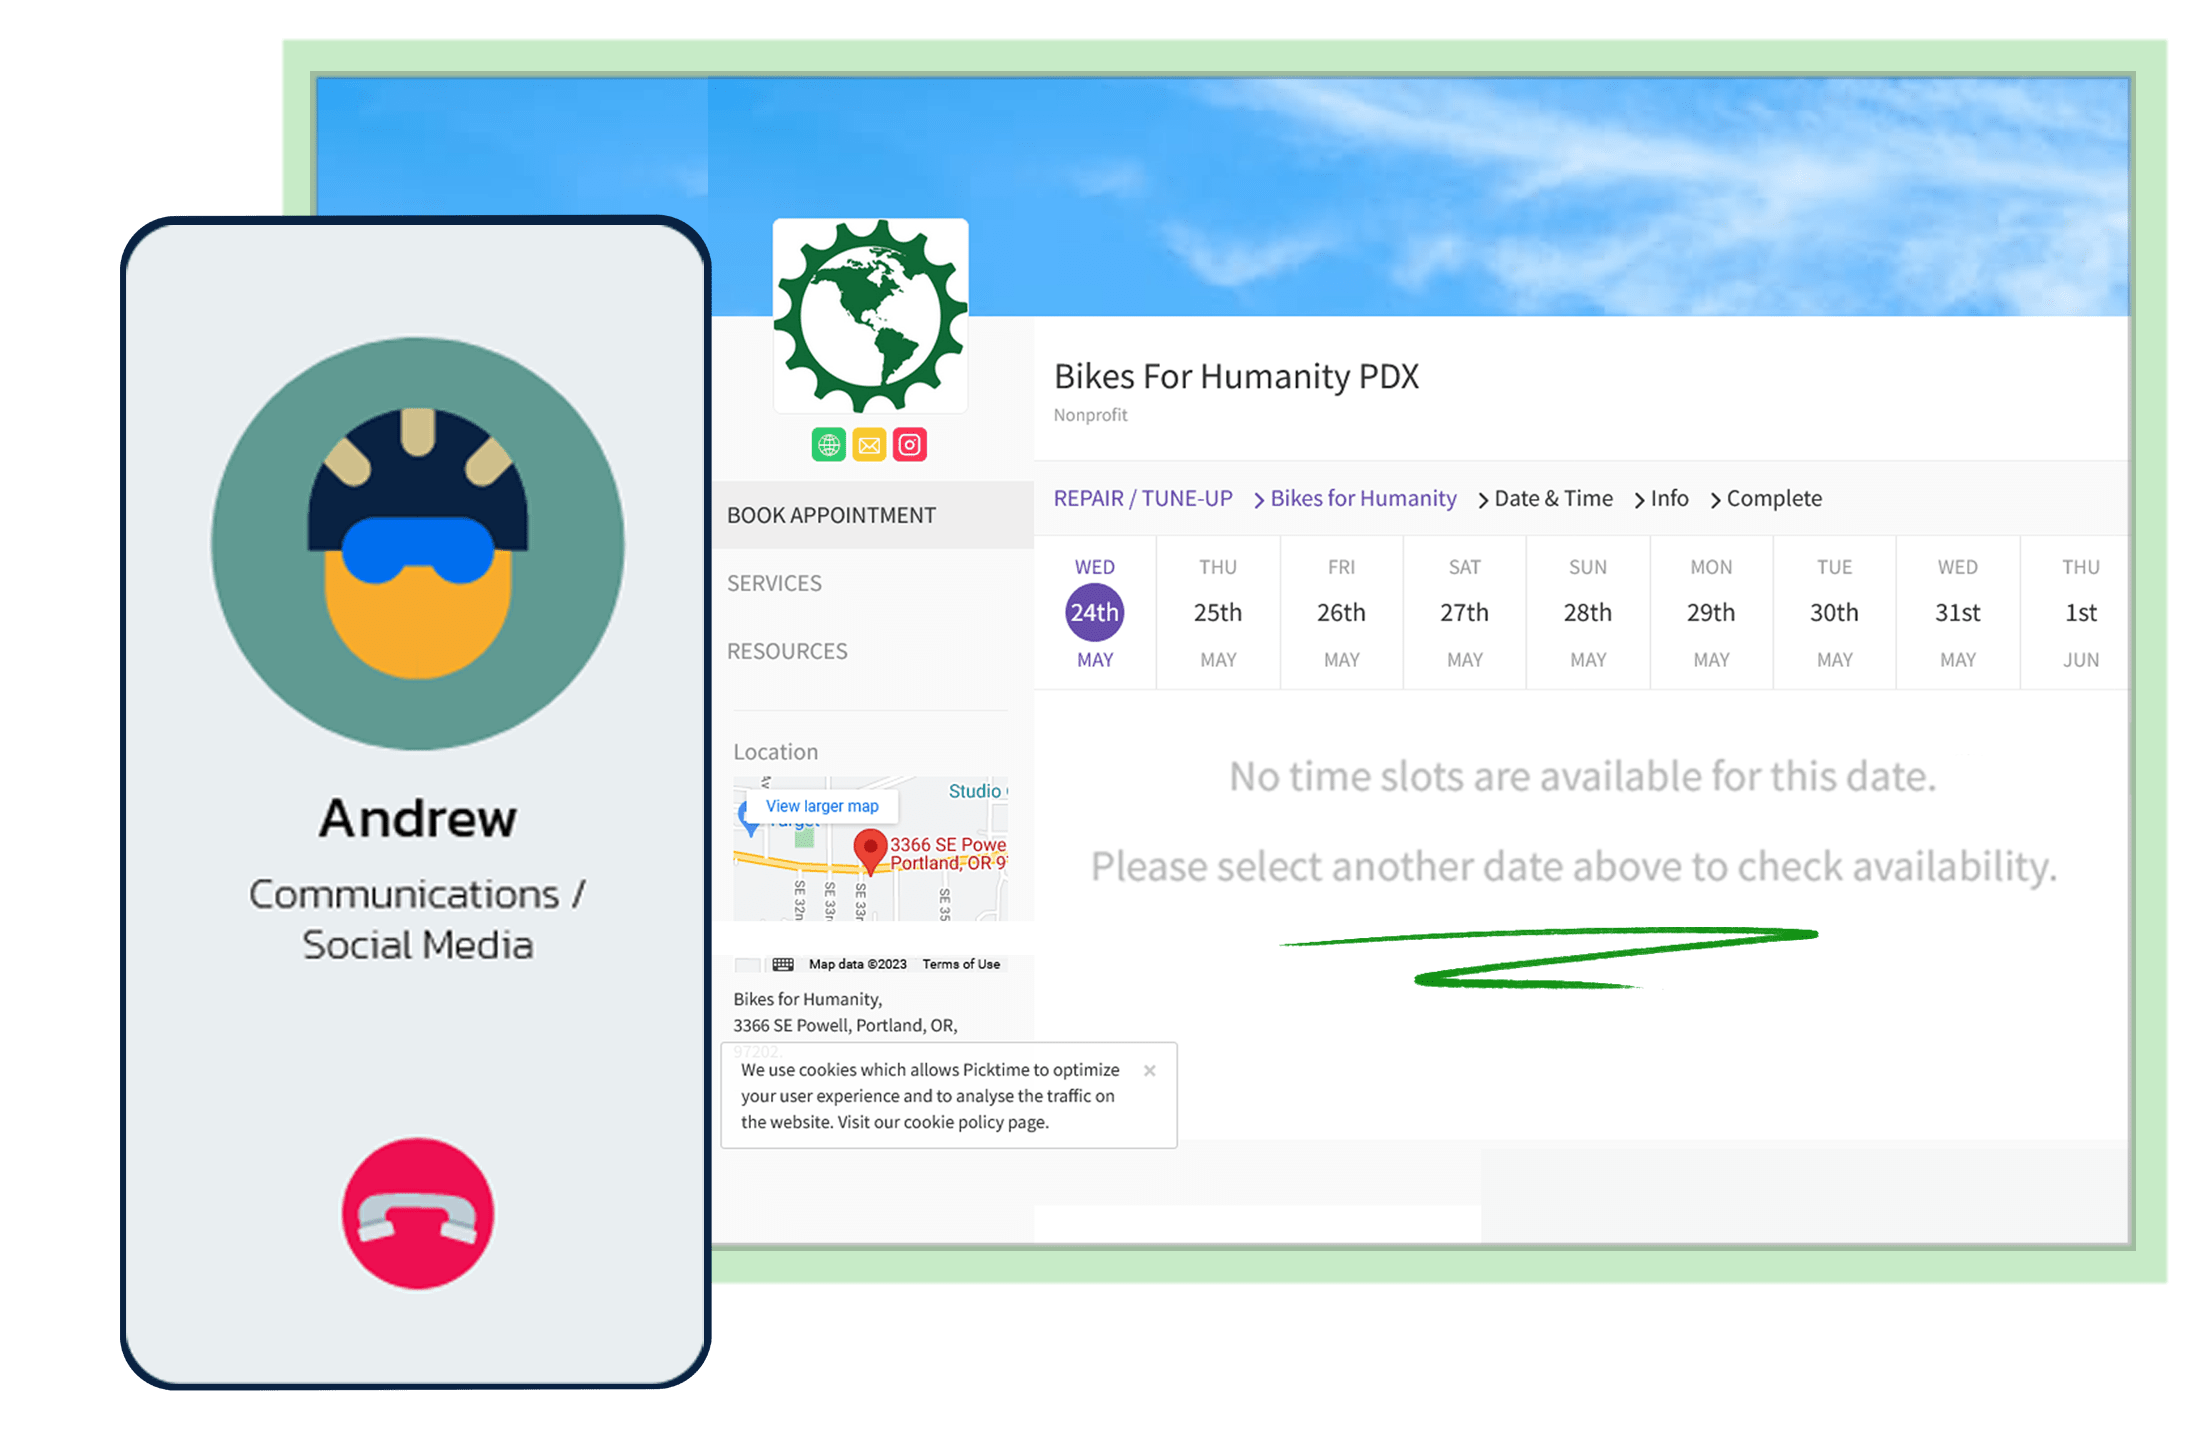 Andrew
Communications /
Social Media
BOOK APPOINTMENT
SERVICES
RESOURCES
Location
View larger map
Studio
Target
3366 SE Powe
Portland, OR 9
SE 33r
SE 35
Map data ©2023 Terms of Use
Bikes for Humanity,
3366 SE Powell, Portland, OR,
97202.
We use cookies which allows Picktime to optimize
your user experience and to analyse the traffic on
the website. Visit our cookie policy page.
×
Bikes For Humanity PDX
Nonprofit
REPAIR / TUNE-UP > Bikes for Humanity > Date & Time > Info > Complete
WED THU FRI SAT SUN MON TUE WED THU
24th 25th 26th 27th 28th 29th 30th 31st 1st
MAY MAY MAY MAY MAY MAY MAY MAY JUN
No time slots are available for this date.
Please select another date above to check availability.